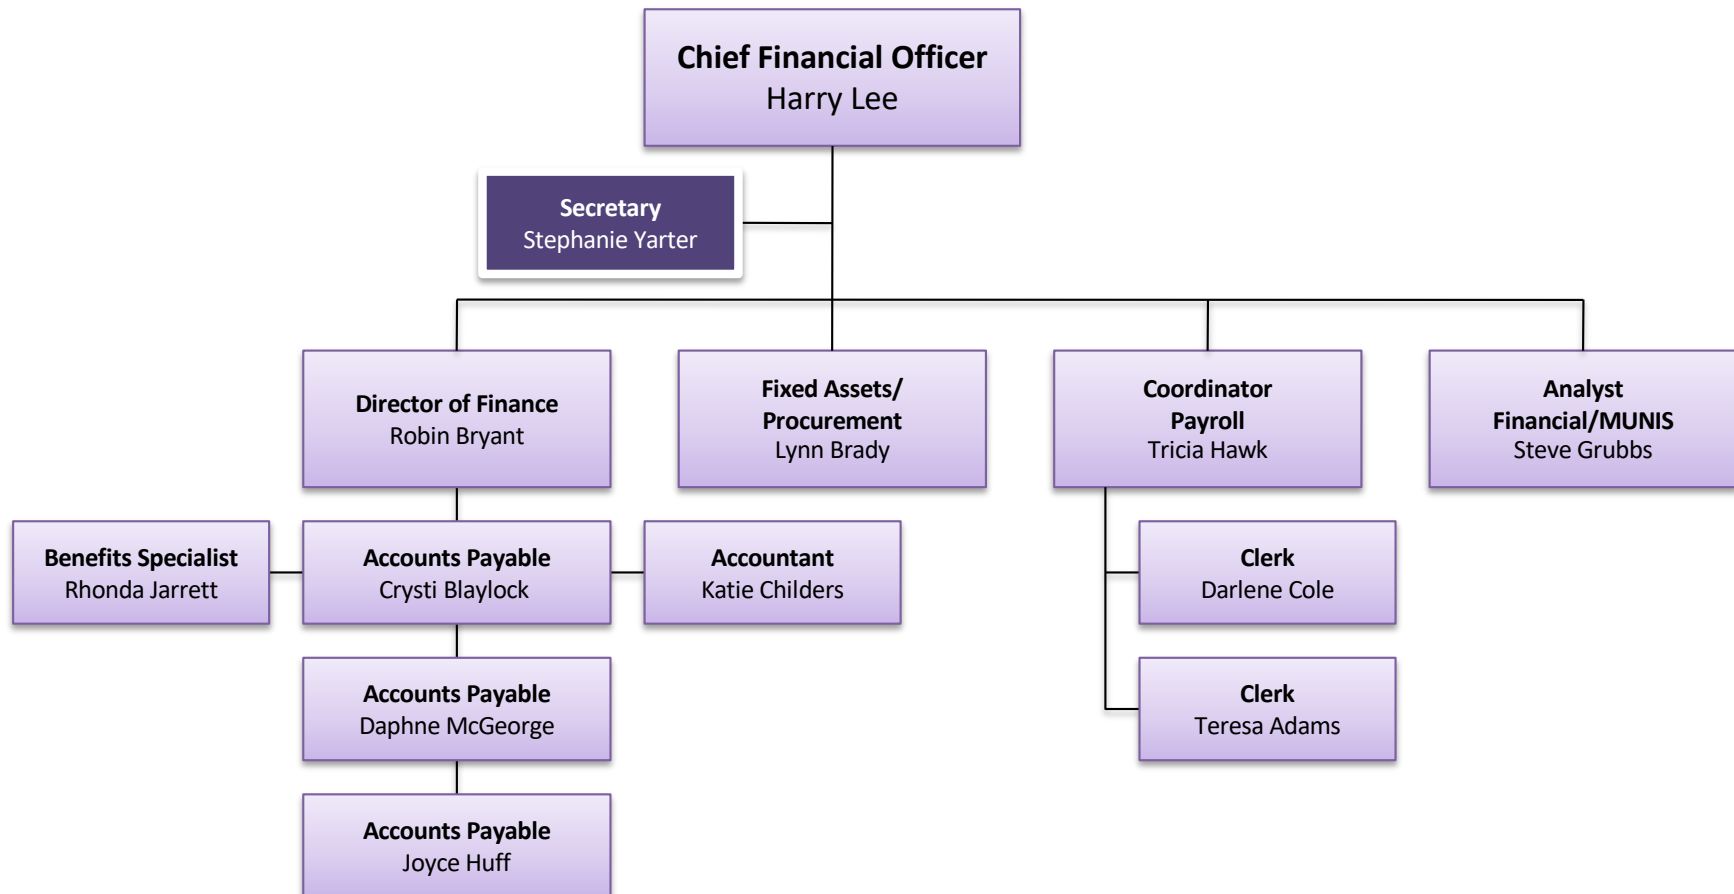 Chief Financial Officer
Harry Lee
Secretary
Stephanie Yarter
Director of Finance
Robin Bryant
Fixed Assets/
Procurement
Lynn Brady
Coordinator
Payroll
Tricia Hawk
Analyst
Financial/MUNIS
Steve Grubbs
Benefits Specialist
Rhonda Jarrett
Accounts Payable
Crysti Blaylock
Accountant
Katie Childers
Clerk
Darlene Cole
Accounts Payable
Daphne McGeorge
Clerk
Teresa Adams
Accounts Payable
Joyce Huff